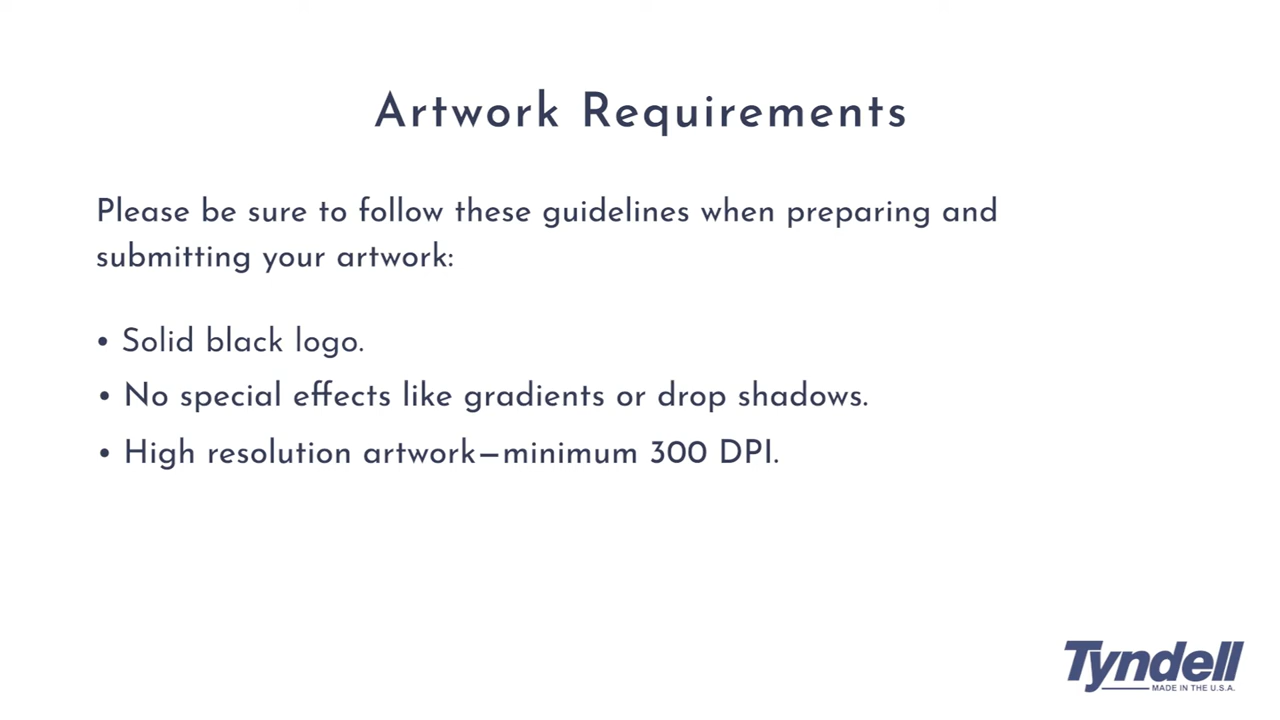 Artwork Requirements
Please be sure to follow these guidelines when preparing and
submitting your artwork:
• Solid black logo.
• No special effects like gradients or drop shadows.
• High resolution artwork—minimum 300 DPI.
Tyndell
MADE IN THE U.S.A.